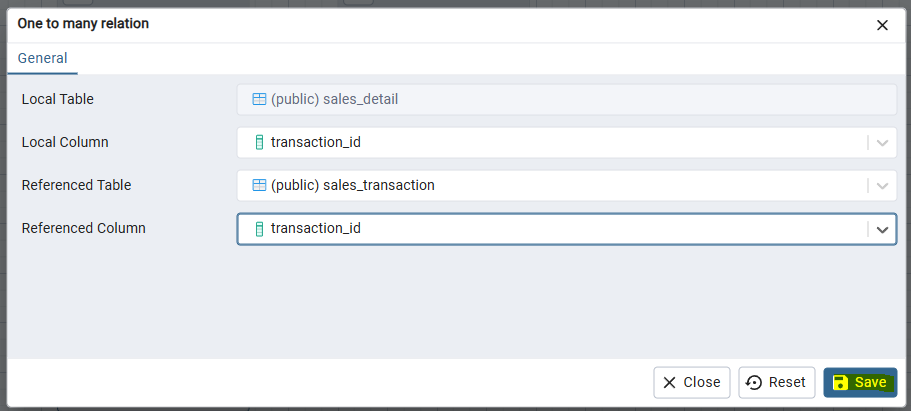 One to many relation
General
Local Table
(public) sales_detail
Local Column
transaction_id
Referenced Table
(public) sales_transaction
Referenced Column
transaction_id
Close
Reset
Save